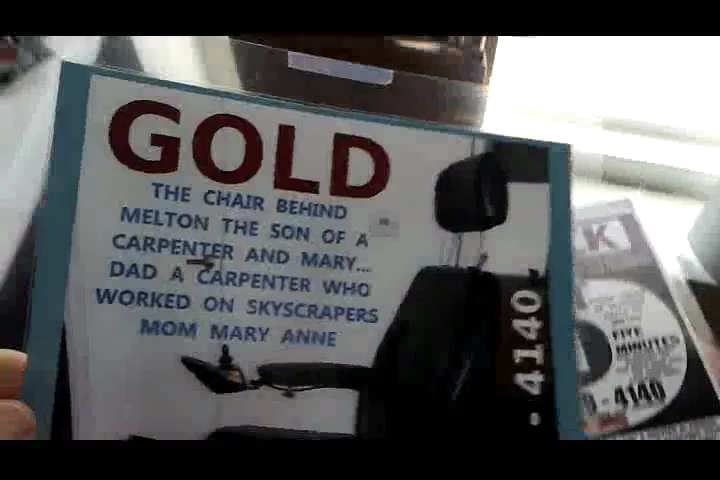 GOLD
THE CHAIR BEHIND
MELTON THE SON OF A
CARPENTER AND MARY...
DAD A CARPENTER WHO
WORKED ON SKYSCRAPERS
MOM MARY ANNE
- 4140
K
FIVE
MINUTES
- 4140